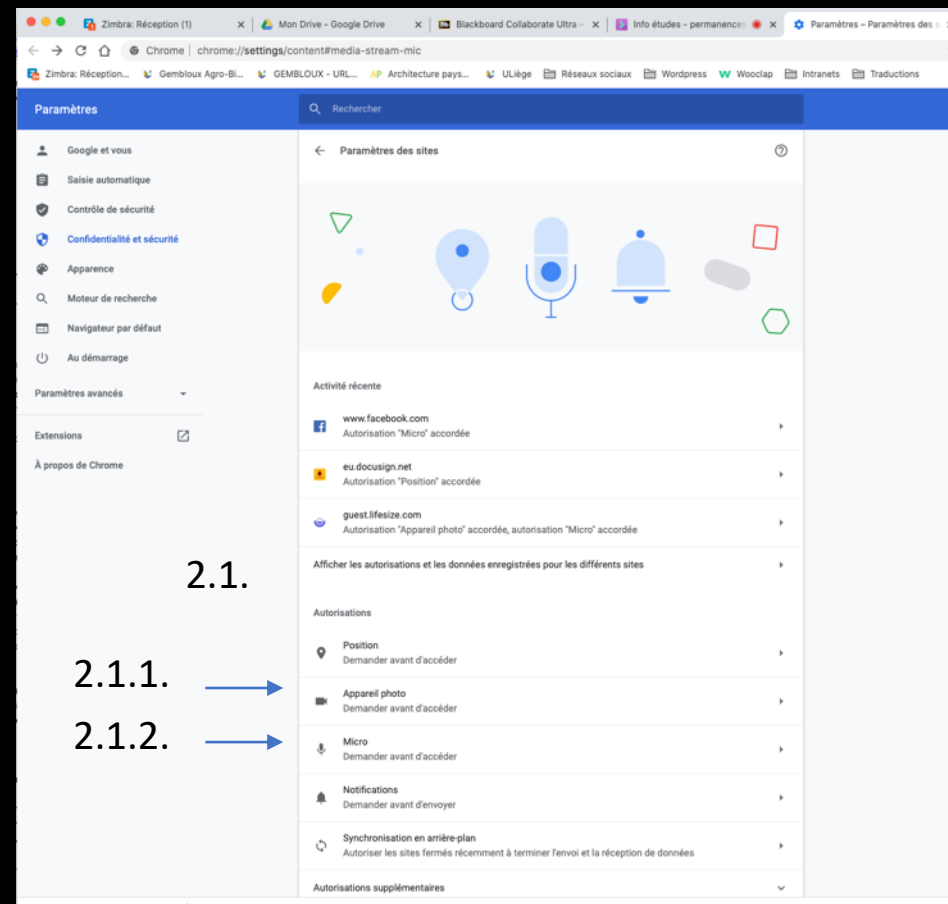 Zimbra: Réception (1)
Mon Drive - Google Drive
Blackboard Collaborate Ultra -
Info études - permanences
Paramètres – Paramètres des s
Chrome | chrome://settings/content#media-stream-mic
Zimbra: Réception...
Gembloux Agro-Bi...
GEMBLOUX - URL...
AP Architecture pays...
ULiège
Réseaux sociaux
Wordpress
W Wooclap
Intranets
Traductions
Paramètres
Rechercher
Google et vous
Saisie automatique
Contrôle de sécurité
Confidentialité et sécurité
Apparence
Moteur de recherche
Navigateur par défaut
Au démarrage
Paramètres avancés
Extensions
À propos de Chrome
Paramètres des sites
Activité récente
www.facebook.com
Autorisation "Micro" accordée
eu.docusign.net
Autorisation "Position" accordée
guest.lifesize.com
Autorisation "Appareil photo" accordée, autorisation "Micro" accordée
Afficher les autorisations et les données enregistrées pour les différents sites
2.1.
Autorisations
Position
Demander avant d'accéder
2.1.1.
Appareil photo
Demander avant d'accéder
2.1.2.
Micro
Demander avant d'accéder
Notifications
Demander avant d'envoyer
Synchronisation en arrière-plan
Autoriser les sites fermés récemment à terminer l'envoi et la réception de données
Autorisations supplémentaires